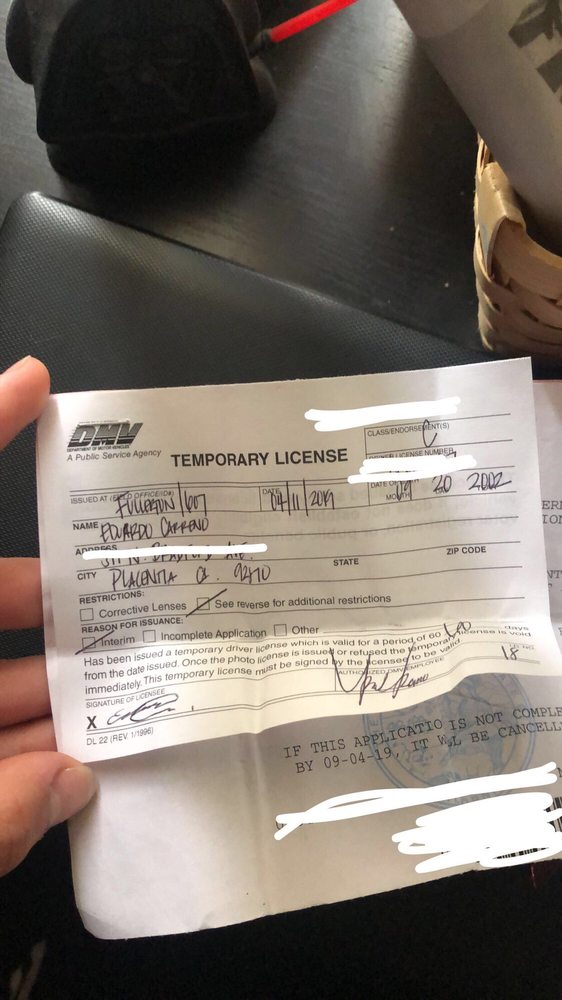 DMV
DEPARTMENT OF MOTOR VEHICLES
A Public Service Agency
TEMPORARY LICENSE
CLASS/ENDORSEMENT(S)
C
LICENSE NUMBER
ISSUED AT (FIELD OFFICE/ID#)
FULLERTON/607
DATE
04/11/2019
DATE OF
MONTH
20 2002
NAME EDUARDO CARRENO
ADDRESS
CITY PLACENTIA CA. STATE ZIP CODE
RESTRICTIONS:
Corrective Lenses See reverse for additional restrictions
REASON FOR ISSUANCE:
Interim Incomplete Application Other
Has been issued a temporary driver license which is valid for a period of 60 days
from the date issued. Once the photo license is issued or refused the temporary license is void
immediately. This temporary license must be signed by the licensee to be valid.
SIGNATURE OF LICENSEE
AUTHORIZED DMV EMPLOYEE
18
X
DL 22 (REV. 1/1996)
IF THIS APPLICATIO IS NOT COMPLE
BY 09-04-19, IT W LL BE CANCELL